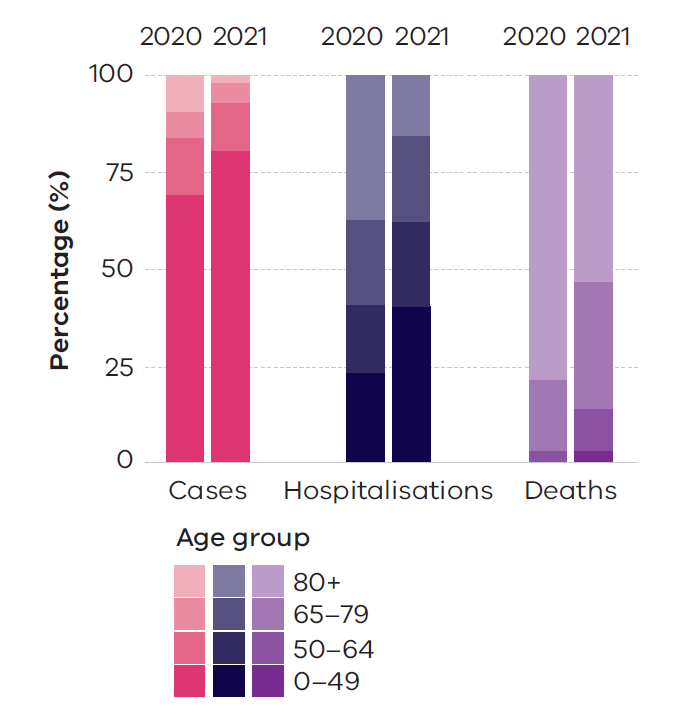 2020 2021 2020 2021 2020 2021
100
75
50
25
0
Percentage (%)
Cases Hospitalisations Deaths
Age group
80+
65–79
50–64
0–49